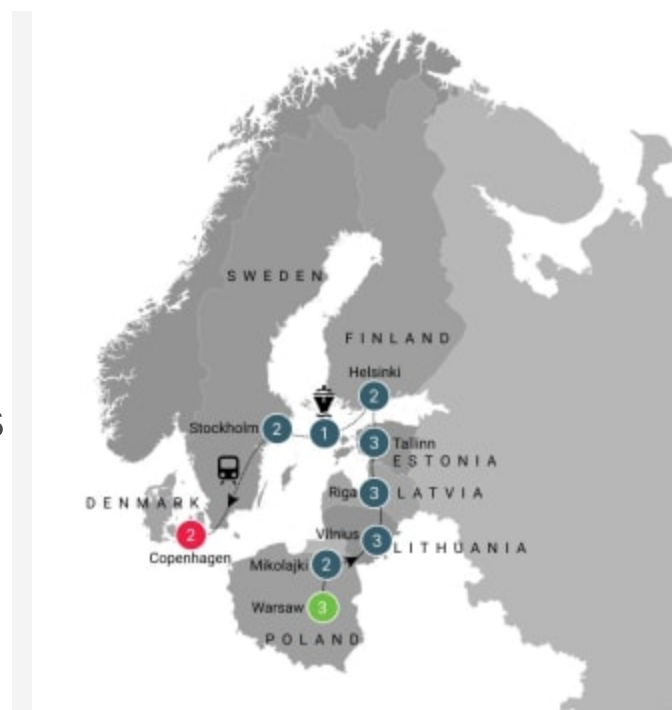 SWEDEN
FINLAND
Helsinki
2
Stockholm 2
1
3 Tallinn
ESTONIA
Riga 3 LATVIA
DENMARK
2
Copenhagen
Vilnius 3
LITHUANIA
Mikolajki 2
Warsaw 3
POLAND